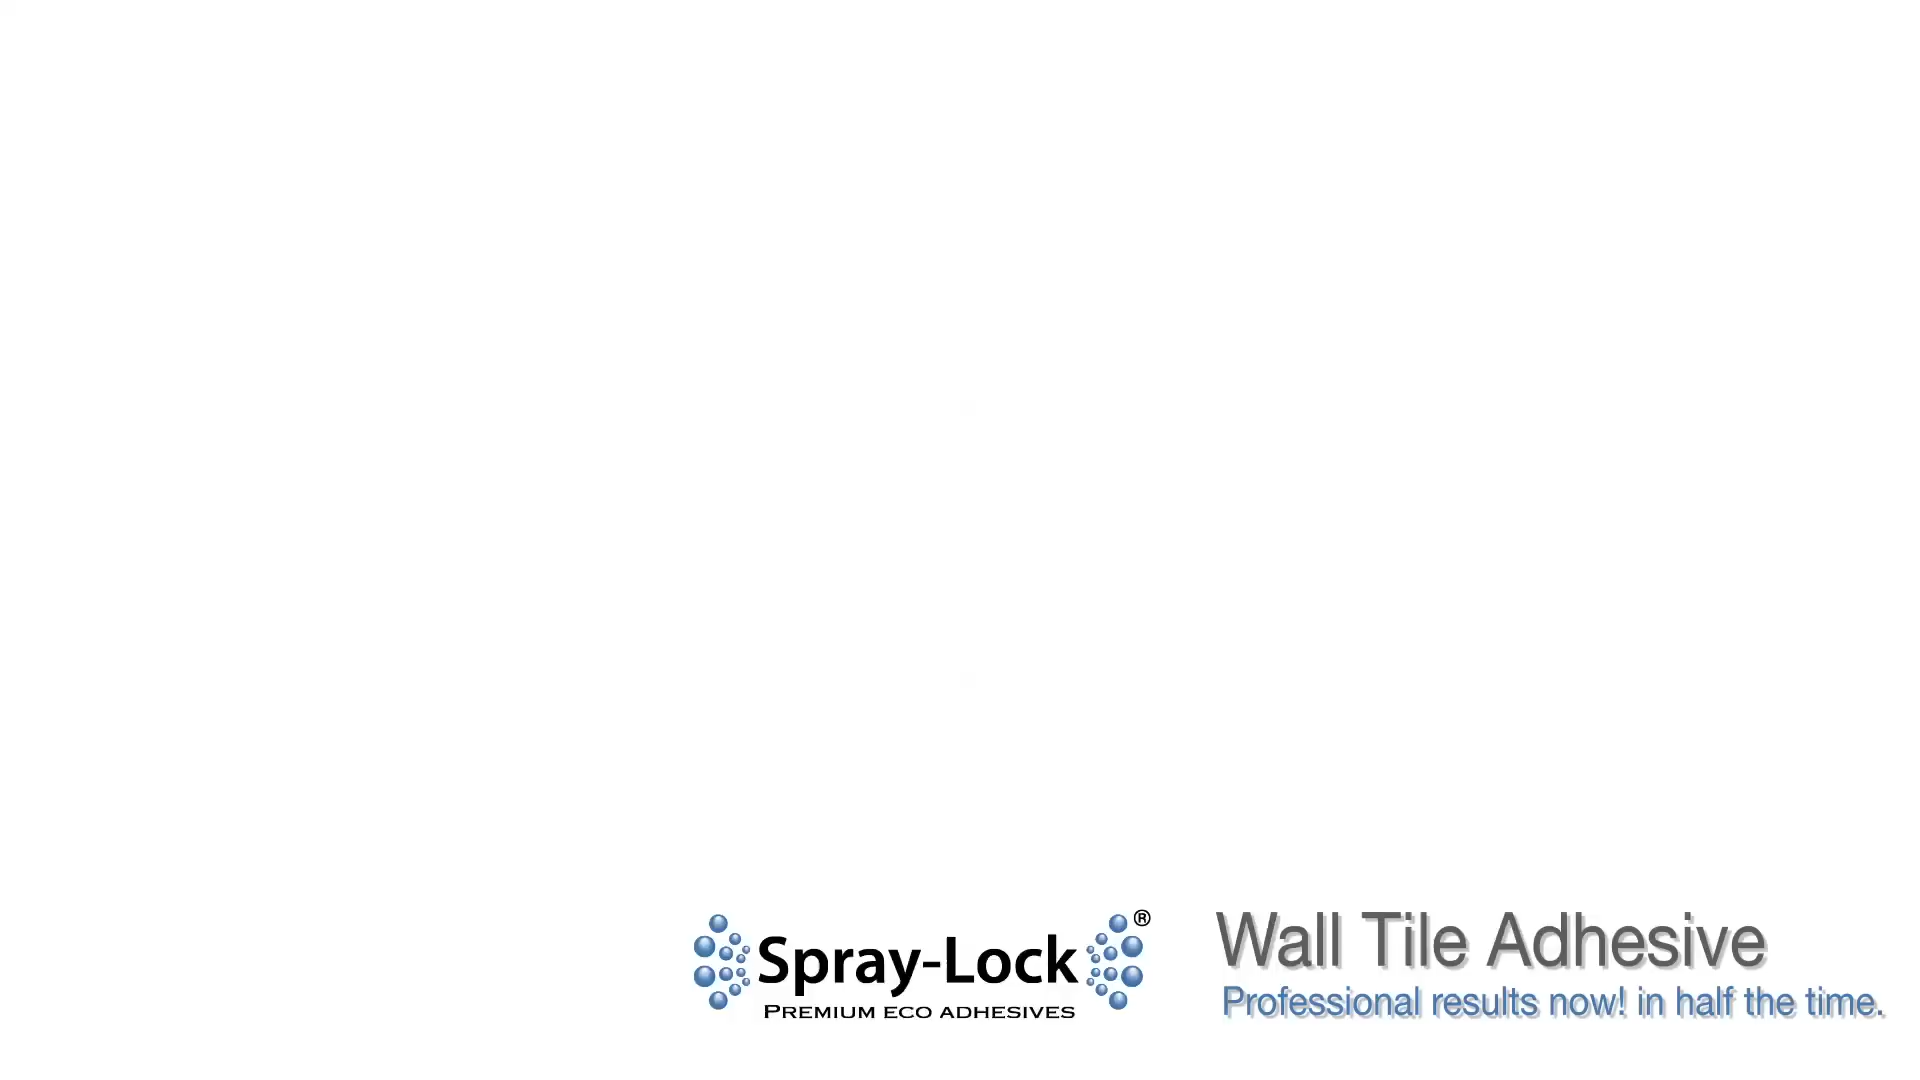 Spray-Lock®
PREMIUM ECO ADHESIVES
Wall Tile Adhesive
Professional results now! in half the time.